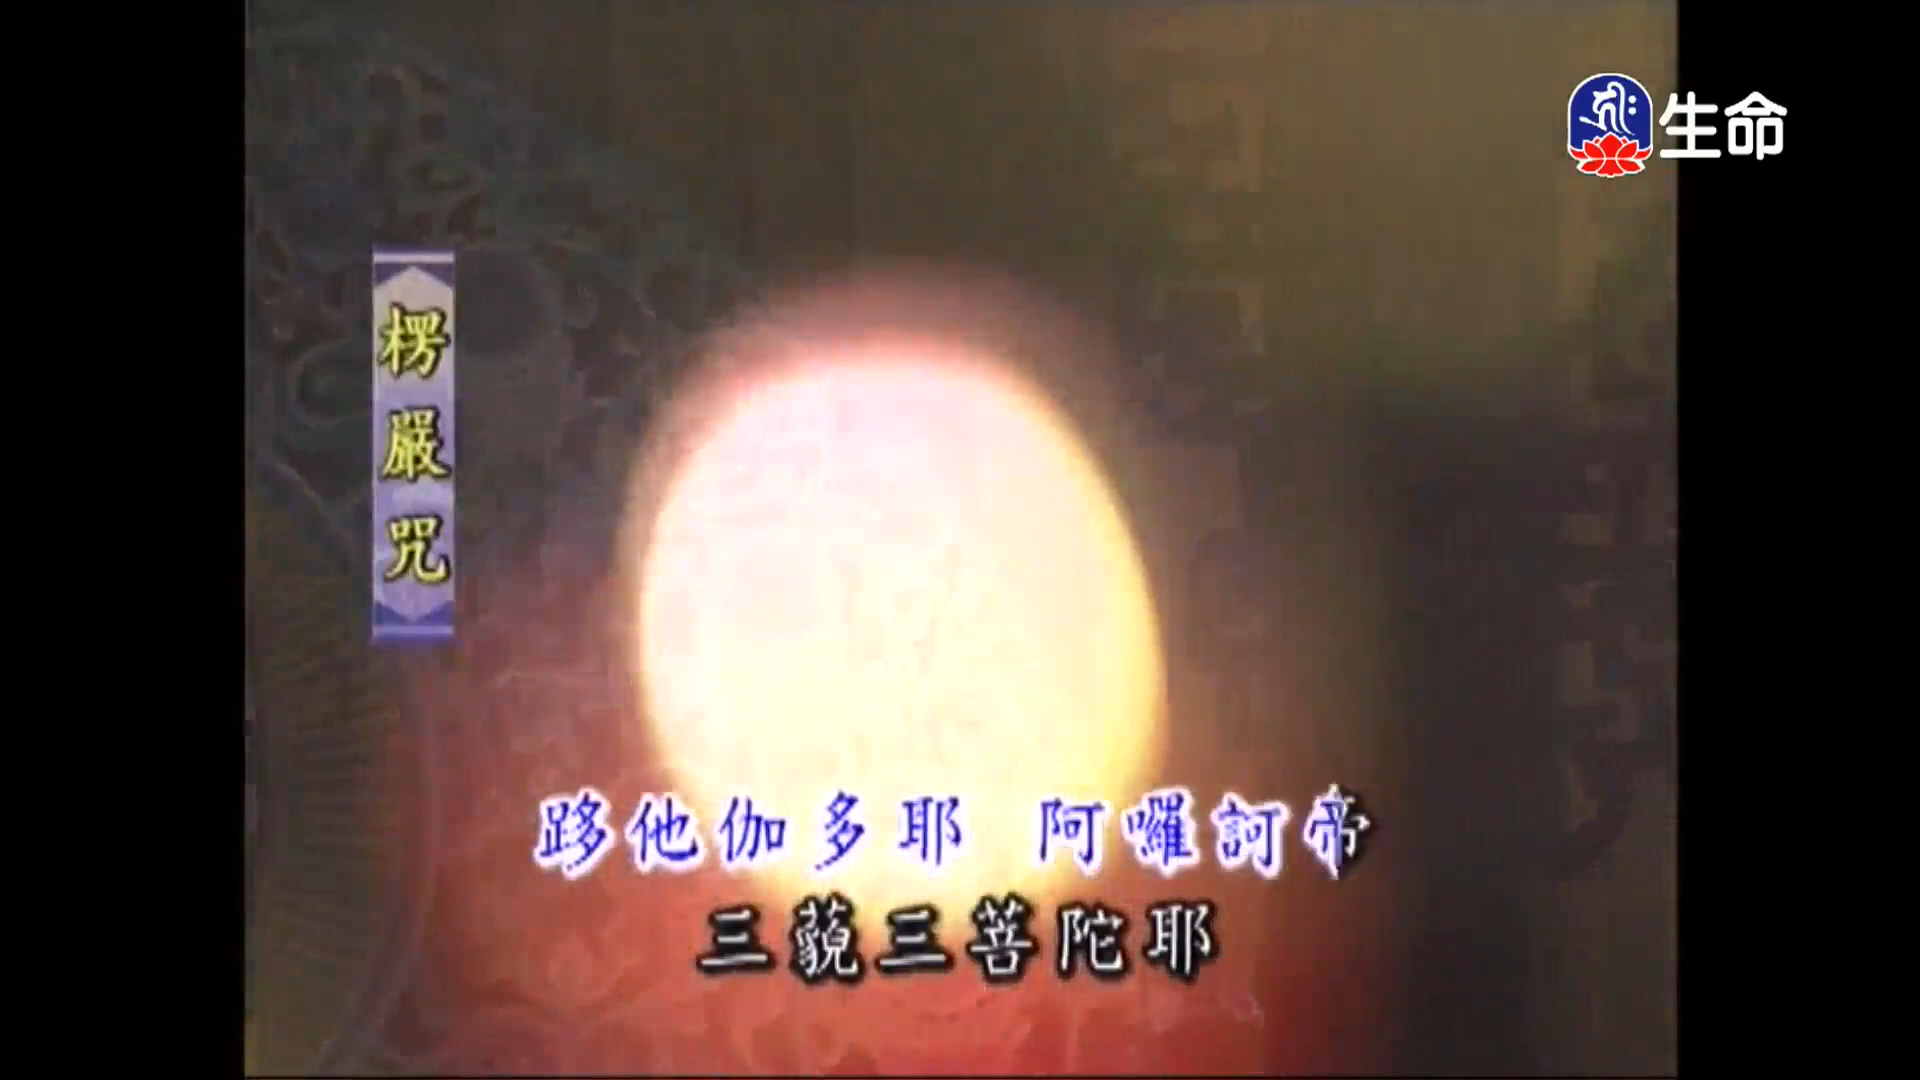 生命
楞嚴咒
跢他伽多耶 阿囉訶帝
三藐三菩陀耶